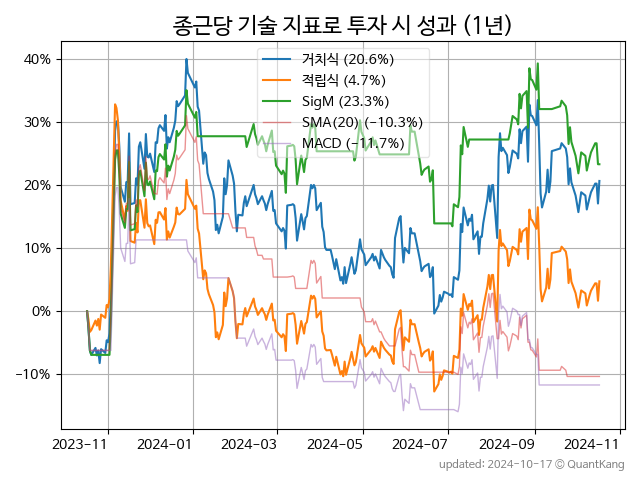 종근당 기술 지표로 투자 시 성과 (1년)
40%
30%
20%
10%
0%
−10%
거치식 (20.6%)
적립식 (4.7%)
SigM (23.3%)
SMA(20) (−10.3%)
MACD (−11.7%)
2023-11
2024-01
2024-03
2024-05
2024-07
2024-09
2024-11
updated: 2024-10-17 © QuantKang